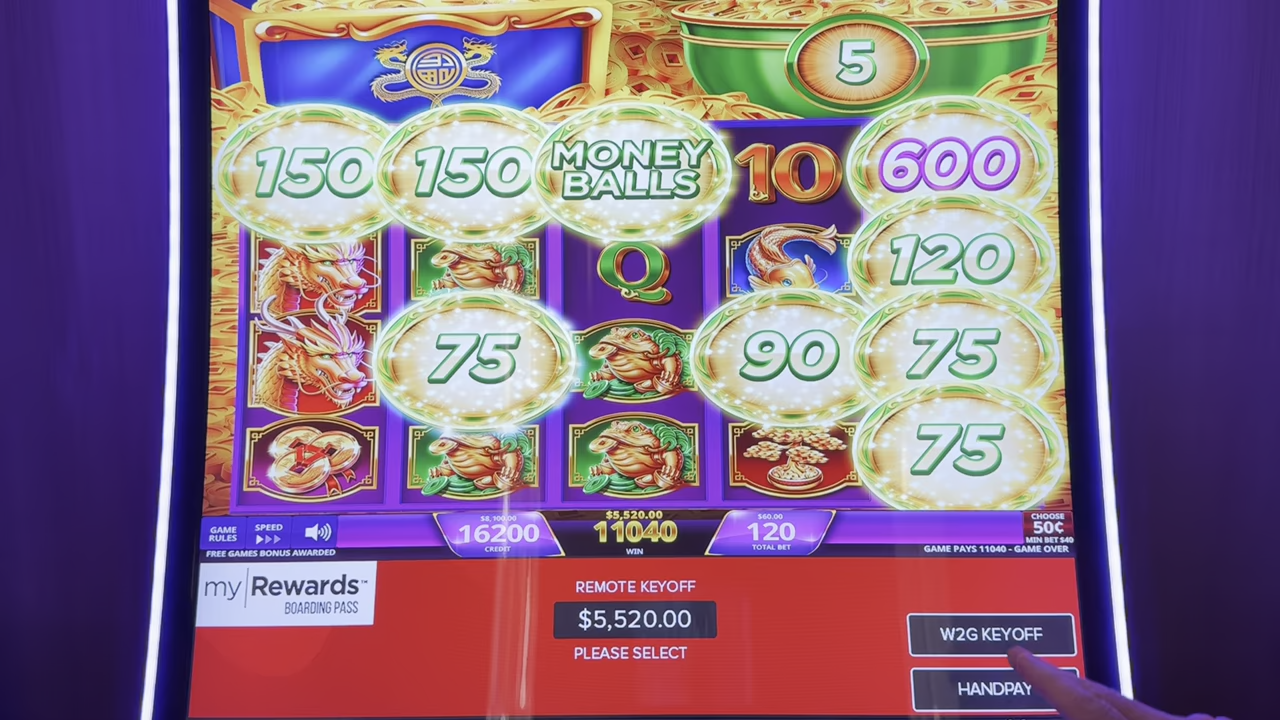 5
150 150 MONEY BALLS 10 600
Q 120
75 90 75
75
GAME RULES
SPEED
$8,100.00
16200
CREDIT
$5,520.00
11040
WIN
$60.00
120
TOTAL BET
CHOOSE
50¢
MIN BET $40
FREE GAMES BONUS AWARDED
GAME PAYS 11040 - GAME OVER
my|Rewards™
BOARDING PASS
REMOTE KEYOFF
$5,520.00
PLEASE SELECT
W2G KEYOFF
HANDPAY